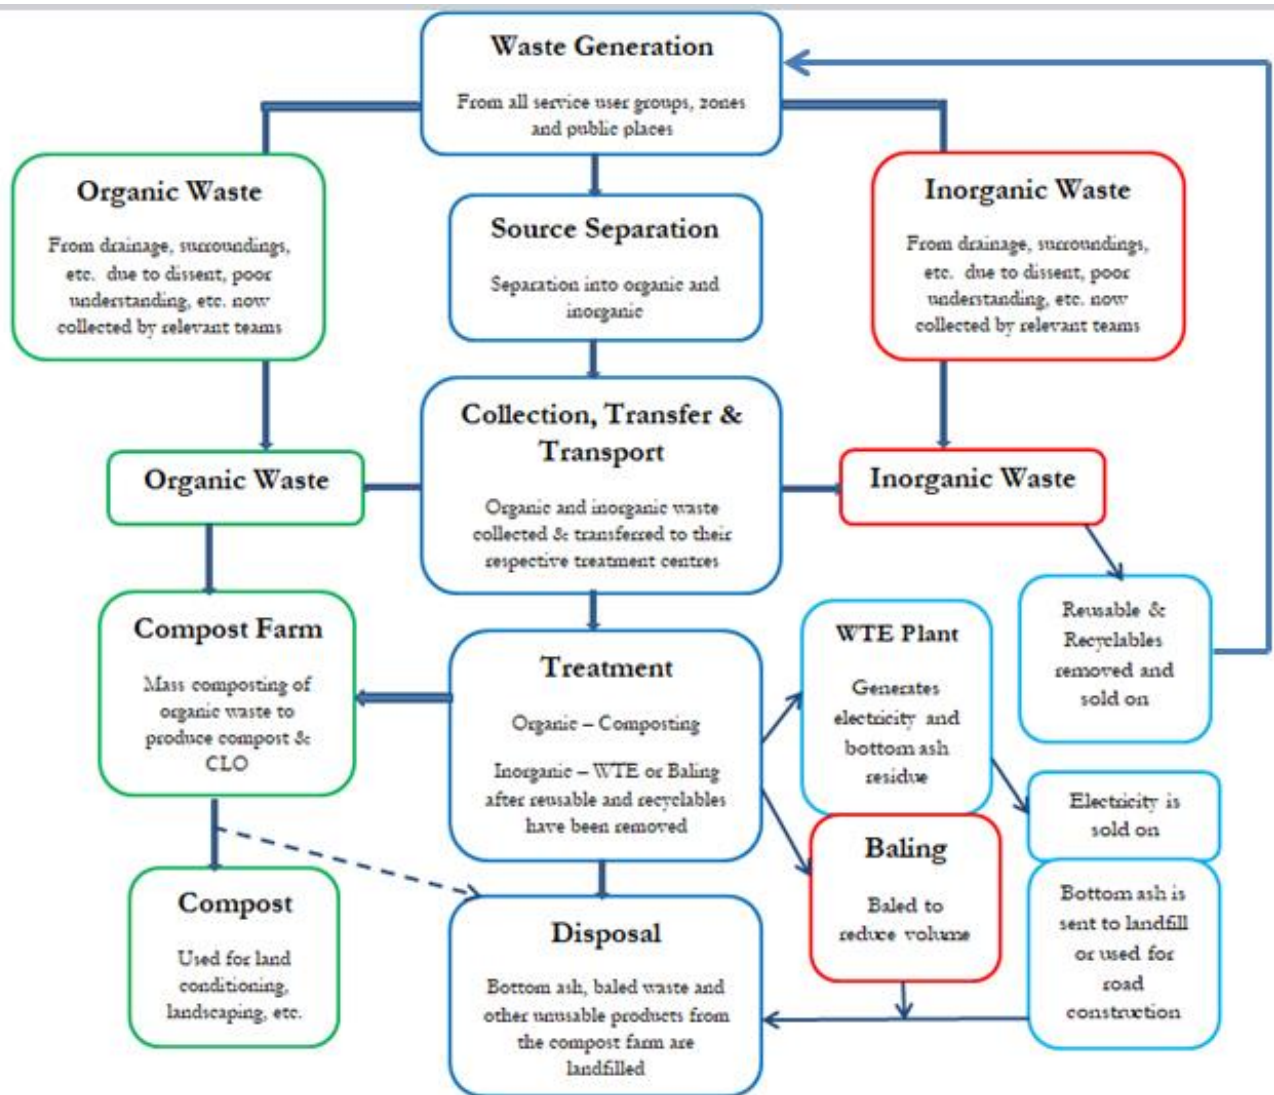 Waste Generation
From all service user groups, zones
and public places
Organic Waste
From drainage, surroundings,
etc. due to dissent, poor
understanding, etc. now
collected by relevant teams
Source Separation
Separation into organic and
inorganic
Inorganic Waste
From drainage, surroundings,
etc. due to dissent, poor
understanding, etc. now
collected by relevant teams
Collection, Transfer &
Transport
Organic and inorganic waste
collected & transferred to their
respective treatment centres
Organic Waste
Inorganic Waste
Compost Farm
Mass composting of
organic waste to
produce compost &
CLO
Treatment
Organic – Composting
Inorganic – WTE or Baling
after reusable and recyclables
have been removed
WTE Plant
Generates
electricity and
bottom ash
residue
Reusable &
Recyclables
removed and
sold on
Electricity is
sold on
Baling
Baled to
reduce volume
Bottom ash is
sent to landfill
or used for
road
construction
Compost
Used for land
conditioning,
landscaping, etc.
Disposal
Bottom ash, baled waste and
other unusable products from
the compost farm are
landfilled